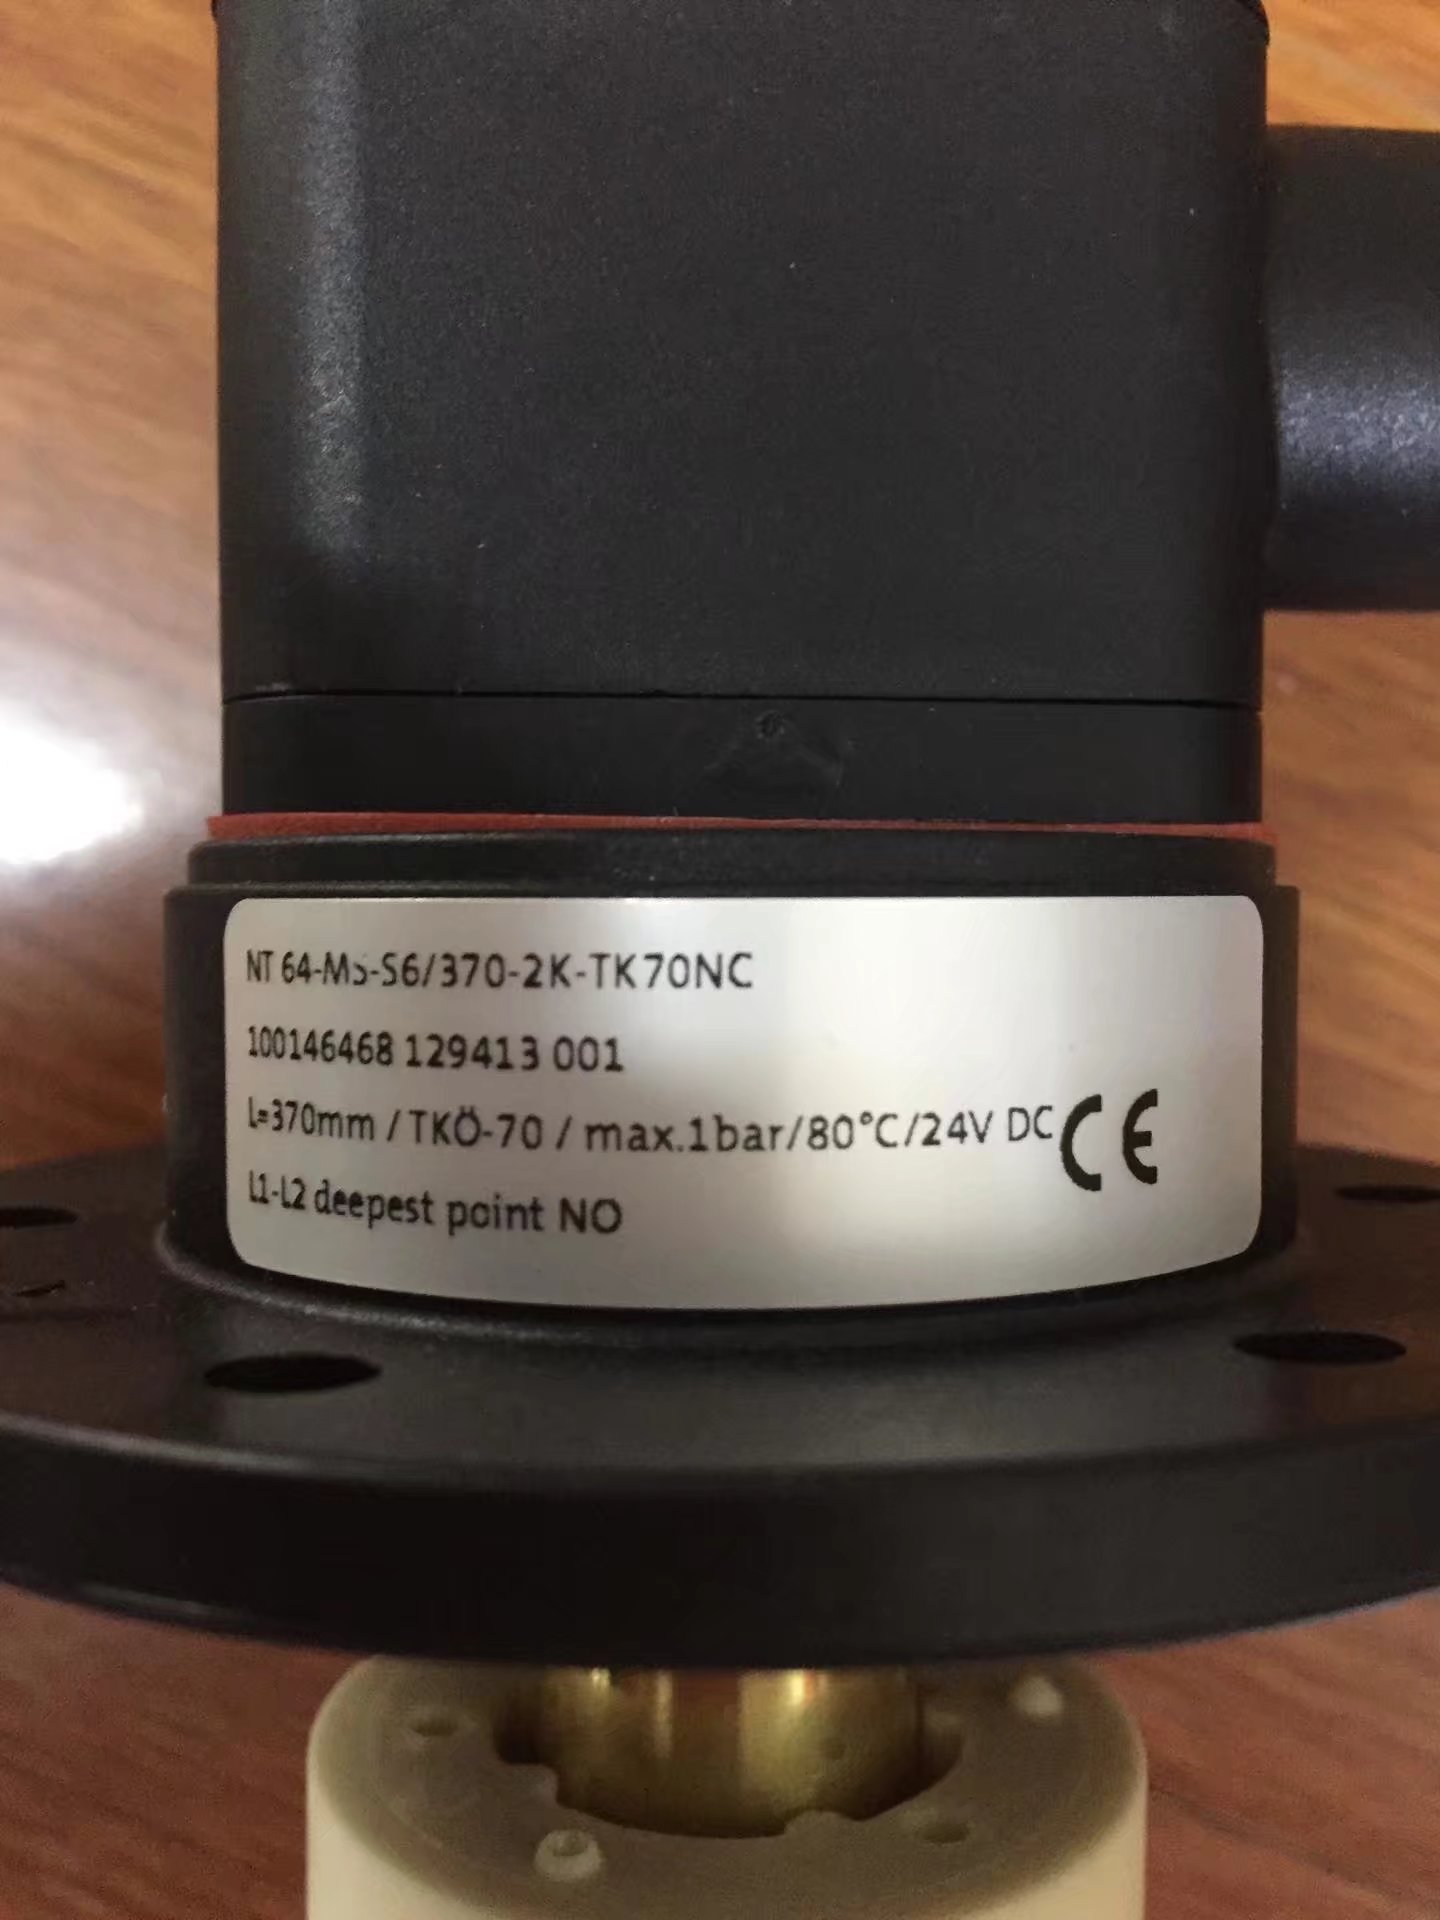 NT 64-MS-S6/370-2K-TK70NC
100146468 129413 001
L=370mm / TKÖ-70 / max.1bar/80°C/24V DC CE
L1-L2 deepest point NO